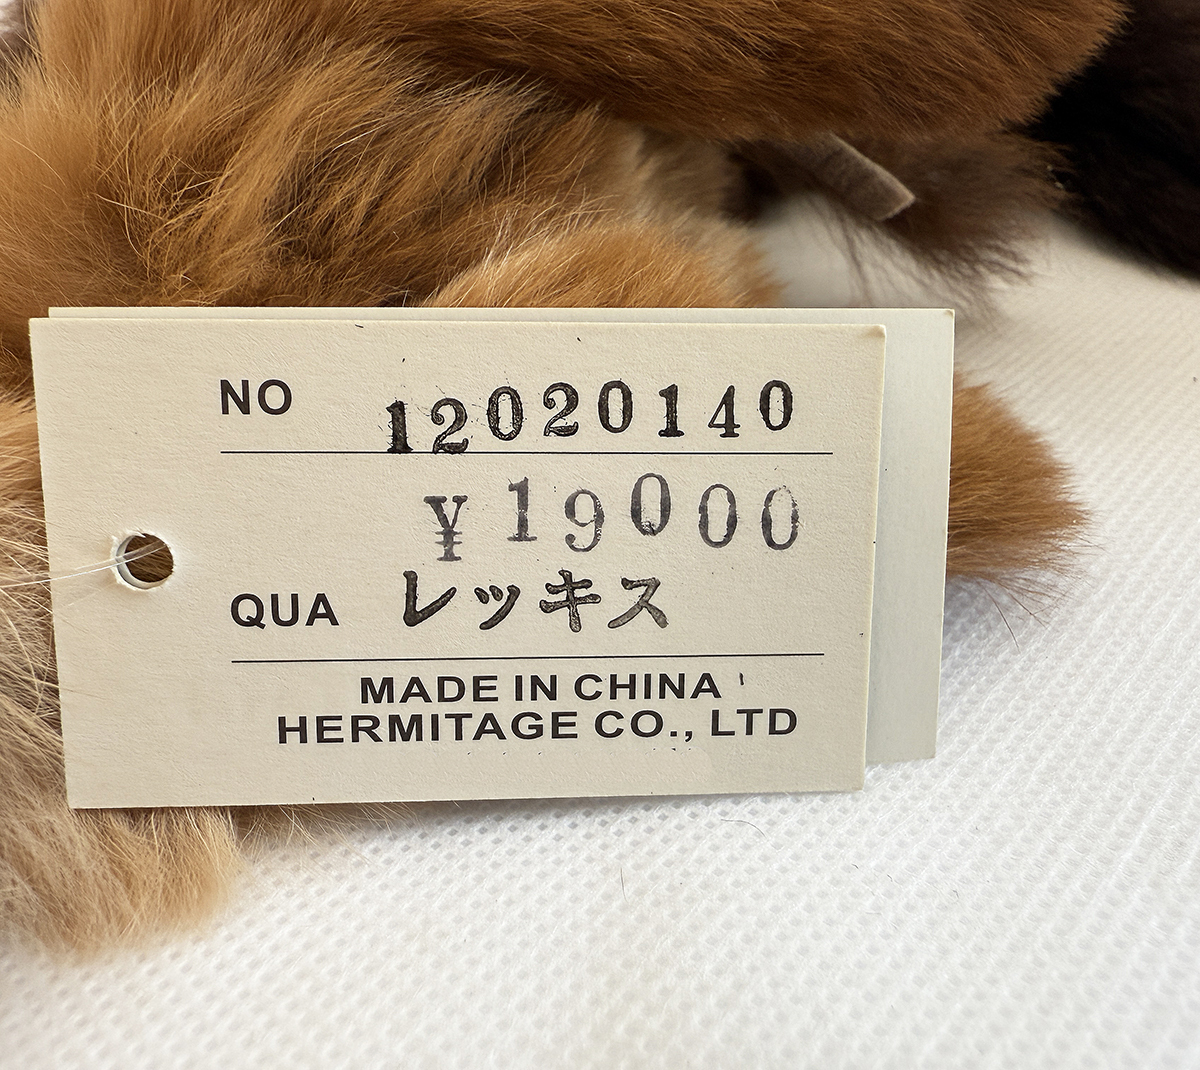 NO 12020140
¥19000
QUA レッキス
MADE IN CHINA
HERMITAGE CO., LTD